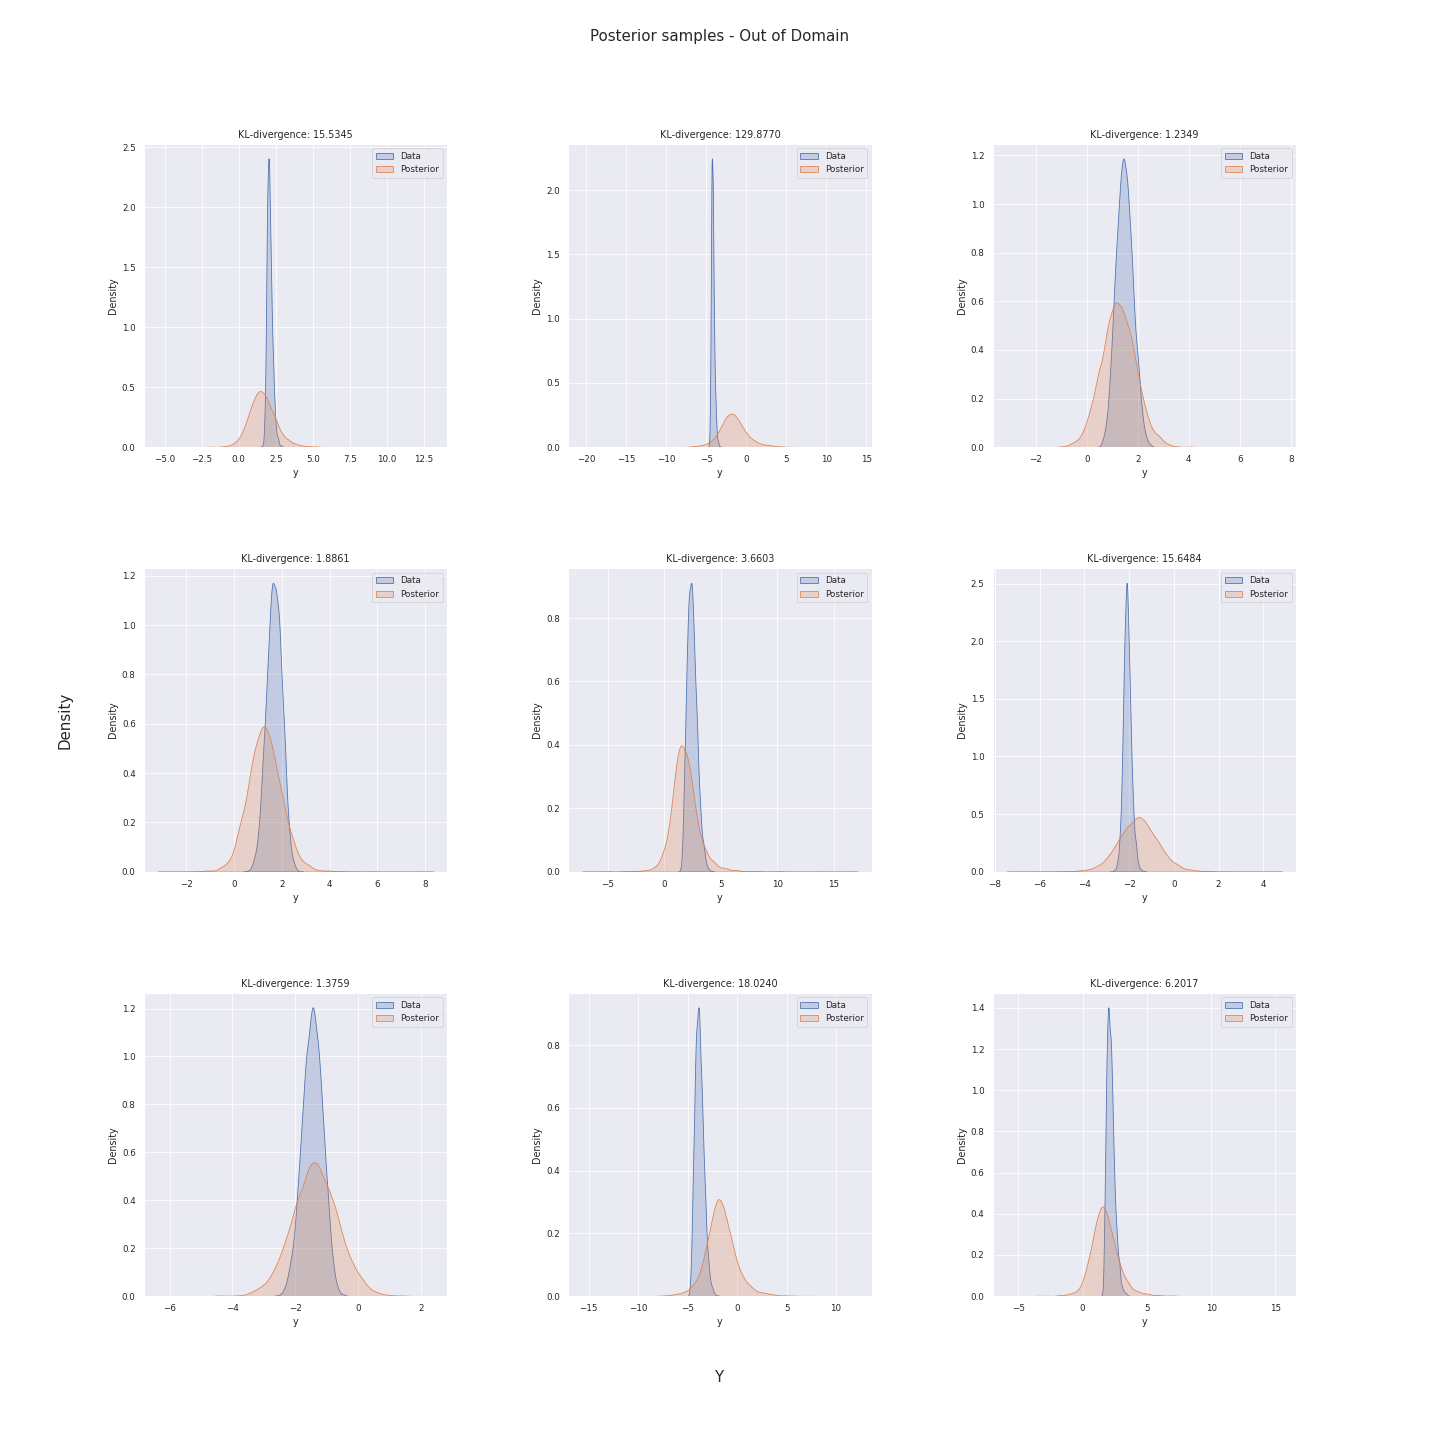 Posterior samples - Out of Domain
KL-divergence: 15.5345
Data
Posterior
2.5
2.0
1.5
1.0
0.5
0.0
Density
−5.0 −2.5 0.0 2.5 5.0 7.5 10.0 12.5
y
KL-divergence: 129.8770
Data
Posterior
2.0
1.5
1.0
0.5
0.0
Density
−20 −15 −10 −5 0 5 10 15
y
KL-divergence: 1.2349
Data
Posterior
1.2
1.0
0.8
0.6
0.4
0.2
0.0
Density
−2 0 2 4 6 8
y
KL-divergence: 1.8861
Data
Posterior
1.2
1.0
0.8
0.6
0.4
0.2
0.0
Density
−2 0 2 4 6 8
y
KL-divergence: 3.6603
Data
Posterior
0.8
0.6
0.4
0.2
0.0
Density
−5 0 5 10 15
y
KL-divergence: 15.6484
Data
Posterior
2.5
2.0
1.5
1.0
0.5
0.0
Density
−8 −6 −4 −2 0 2 4
y
Density
KL-divergence: 1.3759
Data
Posterior
1.2
1.0
0.8
0.6
0.4
0.2
0.0
Density
−6 −4 −2 0 2
y
KL-divergence: 18.0240
Data
Posterior
0.8
0.6
0.4
0.2
0.0
Density
−15 −10 −5 0 5 10
y
KL-divergence: 6.2017
Data
Posterior
1.4
1.2
1.0
0.8
0.6
0.4
0.2
0.0
Density
−5 0 5 10 15
y
Y